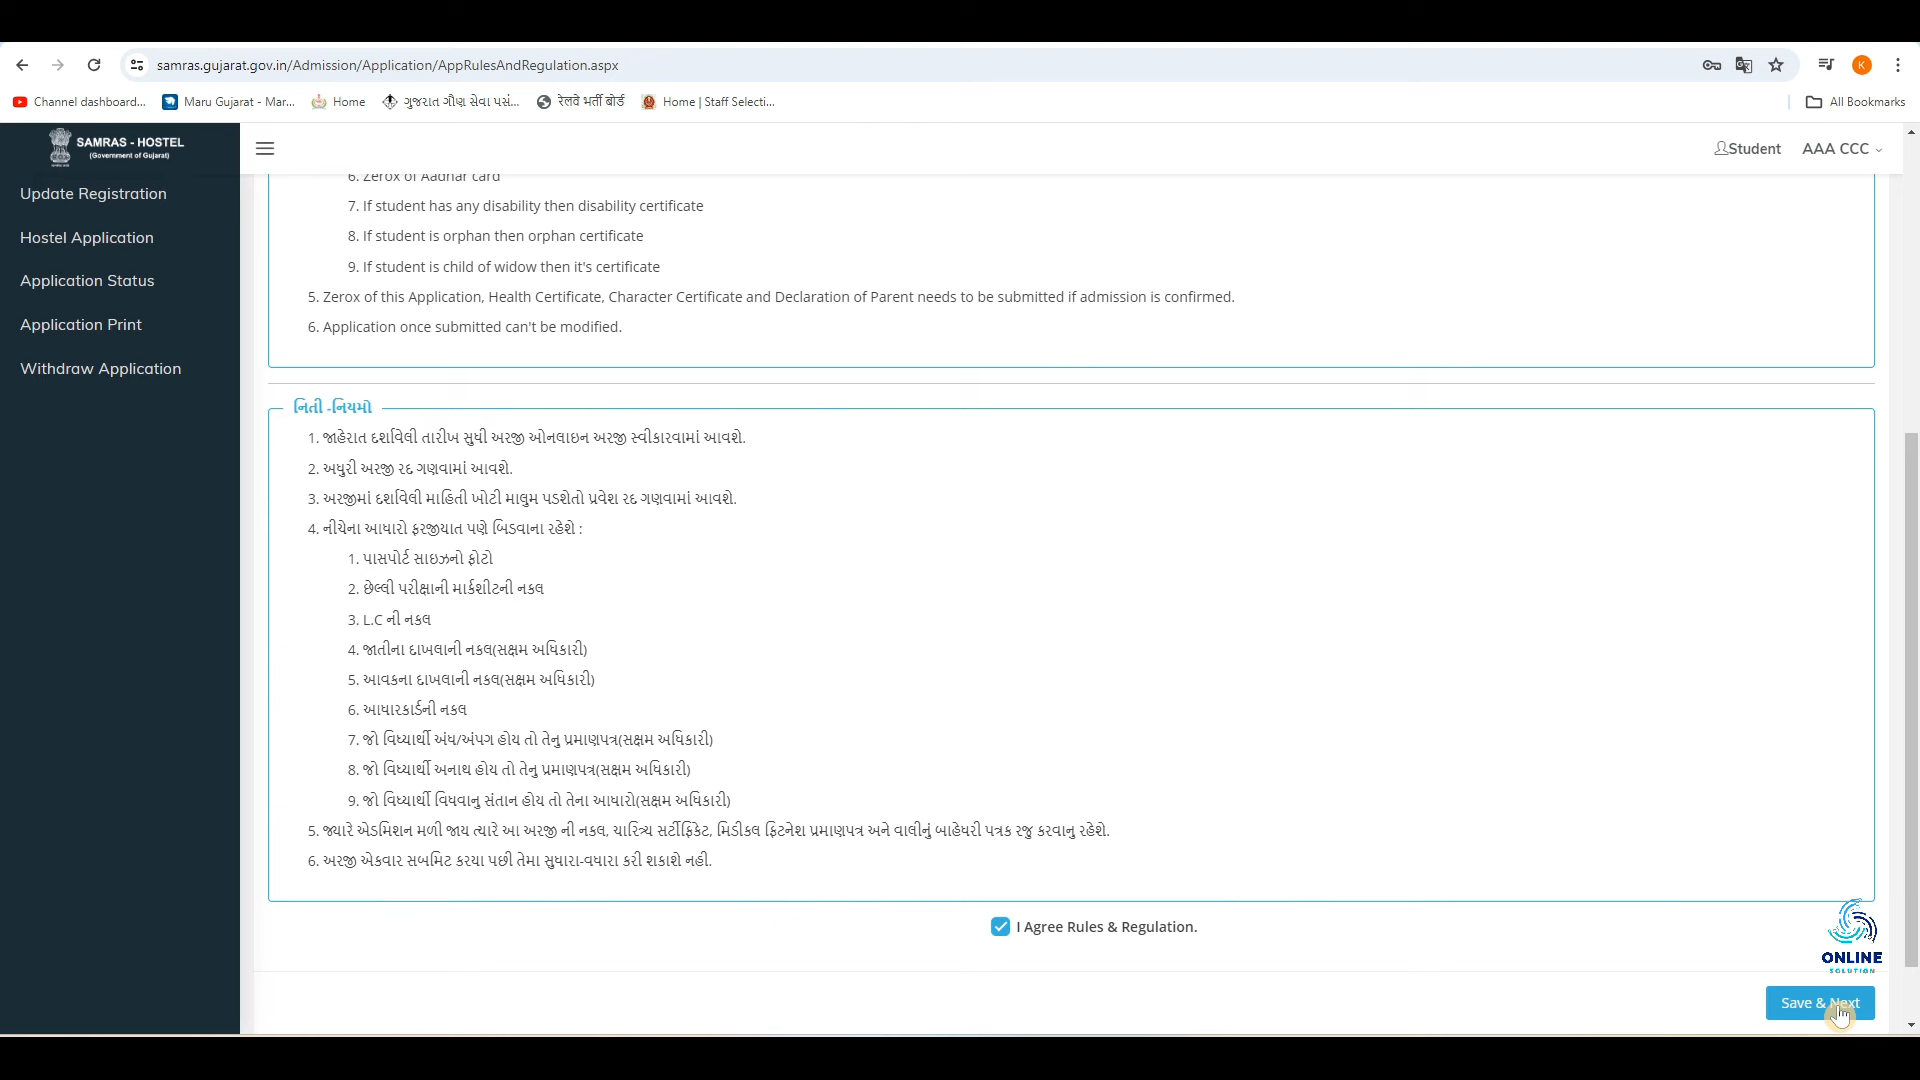 samras.gujarat.gov.in/Admission/Application/AppRulesAndRegulation.aspx
K
Channel dashboard...
Maru Gujarat - Mar...
Home
ગુજરાત ગૌણ સેવા પસં...
रेलवे भर्ती बोर्ड
Home | Staff Selecti...
All Bookmarks
SAMRAS - HOSTEL
(Government of Gujarat)
Student
AAA CCC
Update Registration
Hostel Application
Application Status
Application Print
Withdraw Application
6. Zerox of Aadhar card
7. If student has any disability then disability certificate
8. If student is orphan then orphan certificate
9. If student is child of widow then it's certificate
5. Zerox of this Application, Health Certificate, Character Certificate and Declaration of Parent needs to be submitted if admission is confirmed.
6. Application once submitted can't be modified.
નિતી -નિયમો
1. જાહેરાત દર્શાવેલી તારીખ સુધી અરજી ઓનલાઇન અરજી સ્વીકારવામાં આવશે.
2. અધુરી અરજી રદ ગણવામાં આવશે.
3. અરજીમાં દર્શાવેલી માહિતી ખોટી માલુમ પડશેતો પ્રવેશ રદ ગણવામાં આવશે.
4. નીચેના આધારો ફરજીયાત પણે બિડવાના રહેશે :
1. પાસપોર્ટ સાઇઝનો ફોટો
2. છેલ્લી પરીક્ષાની માર્કશીટની નકલ
3. L.C ની નકલ
4. જાતીના દાખલાની નકલ(સક્ષમ અધિકારી)
5. આવકના દાખલાની નકલ(સક્ષમ અધિકારી)
6. આધારકાર્ડની નકલ
7. જો વિધ્યાર્થી અંધ/અંપગ હોય તો તેનુ પ્રમાણપત્ર(સક્ષમ અધિકારી)
8. જો વિધ્યાર્થી અનાથ હોય તો તેનુ પ્રમાણપત્ર(સક્ષમ અધિકારી)
9. જો વિધ્યાર્થી વિધવાનુ સંતાન હોય તો તેના આધારો(સક્ષમ અધિકારી)
5. જ્યારે એડમિશન મળી જાય ત્યારે આ અરજી ની નકલ, ચારિત્ર્ય સર્ટીફિકેટ, મિડીકલ ફિટનેશ પ્રમાણપત્ર અને વાલીનું બાહેધરી પત્રક રજુ કરવાનુ રહેશે.
6. અરજી એકવાર સબમિટ કરયા પછી તેમા સુધારા-વધારા કરી શકાશે નહી.
I Agree Rules & Regulation.
ONLINE
SOLUTION
Save & Next